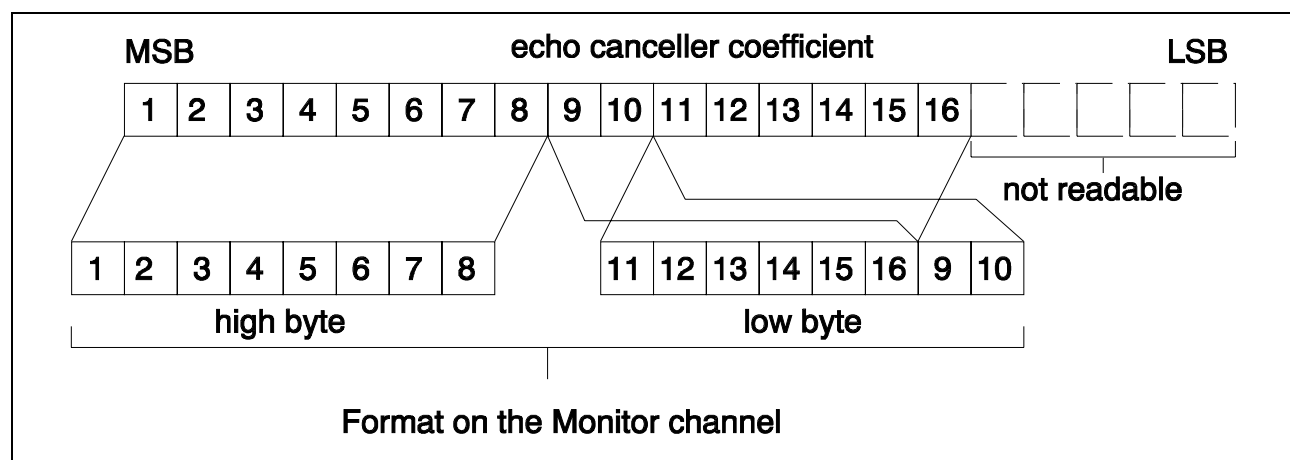 MSB echo canceller coefficient LSB
1 2 3 4 5 6 7 8 9 10 11 12 13 14 15 16
not readable
1 2 3 4 5 6 7 8 11 12 13 14 15 16 9 10
high byte low byte
Format on the Monitor channel